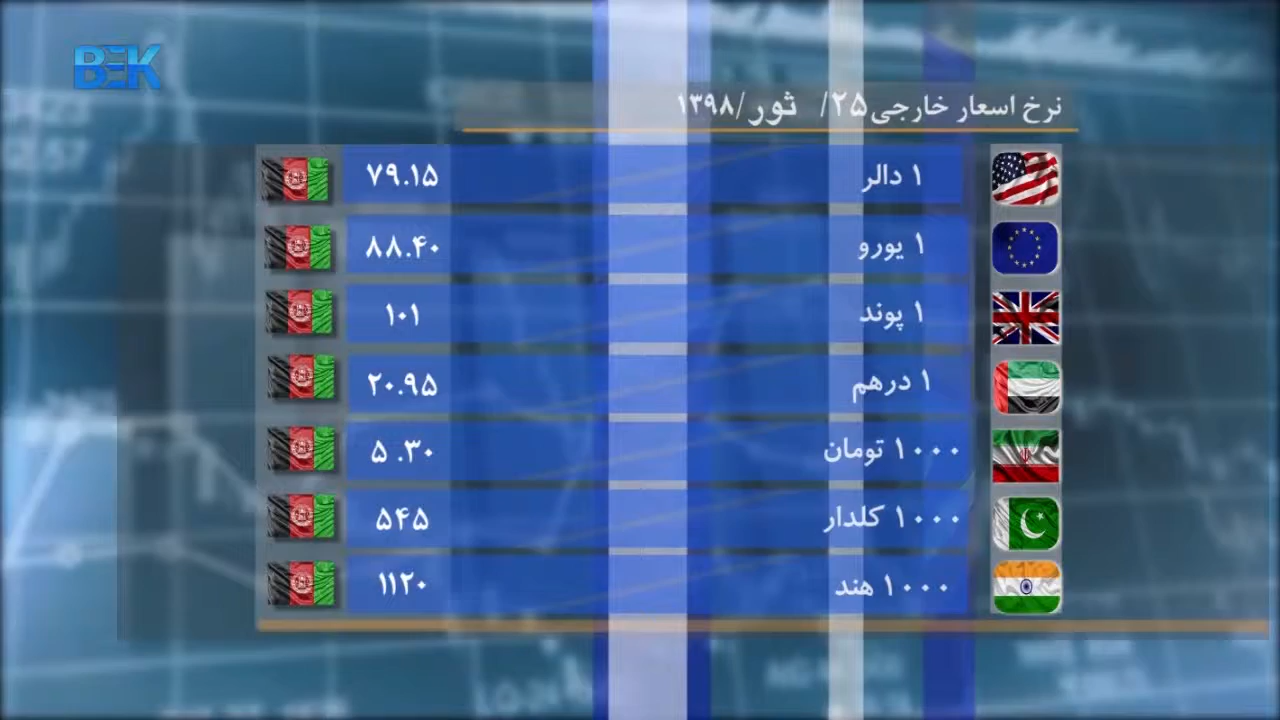 BEK
نرخ اسعار خارجی ۲۵/ ثور/۱۳۹۸
۱ دالر ۷۹.۱۵
۱ یورو ۸۸.۴۰
۱ پوند ۱۰۱
۱ درهم ۲۰.۹۵
۱۰۰۰ تومان ۵.۳۰
۱۰۰۰ کلدار ۵۴۵
۱۰۰۰ هند ۱۱۲۰